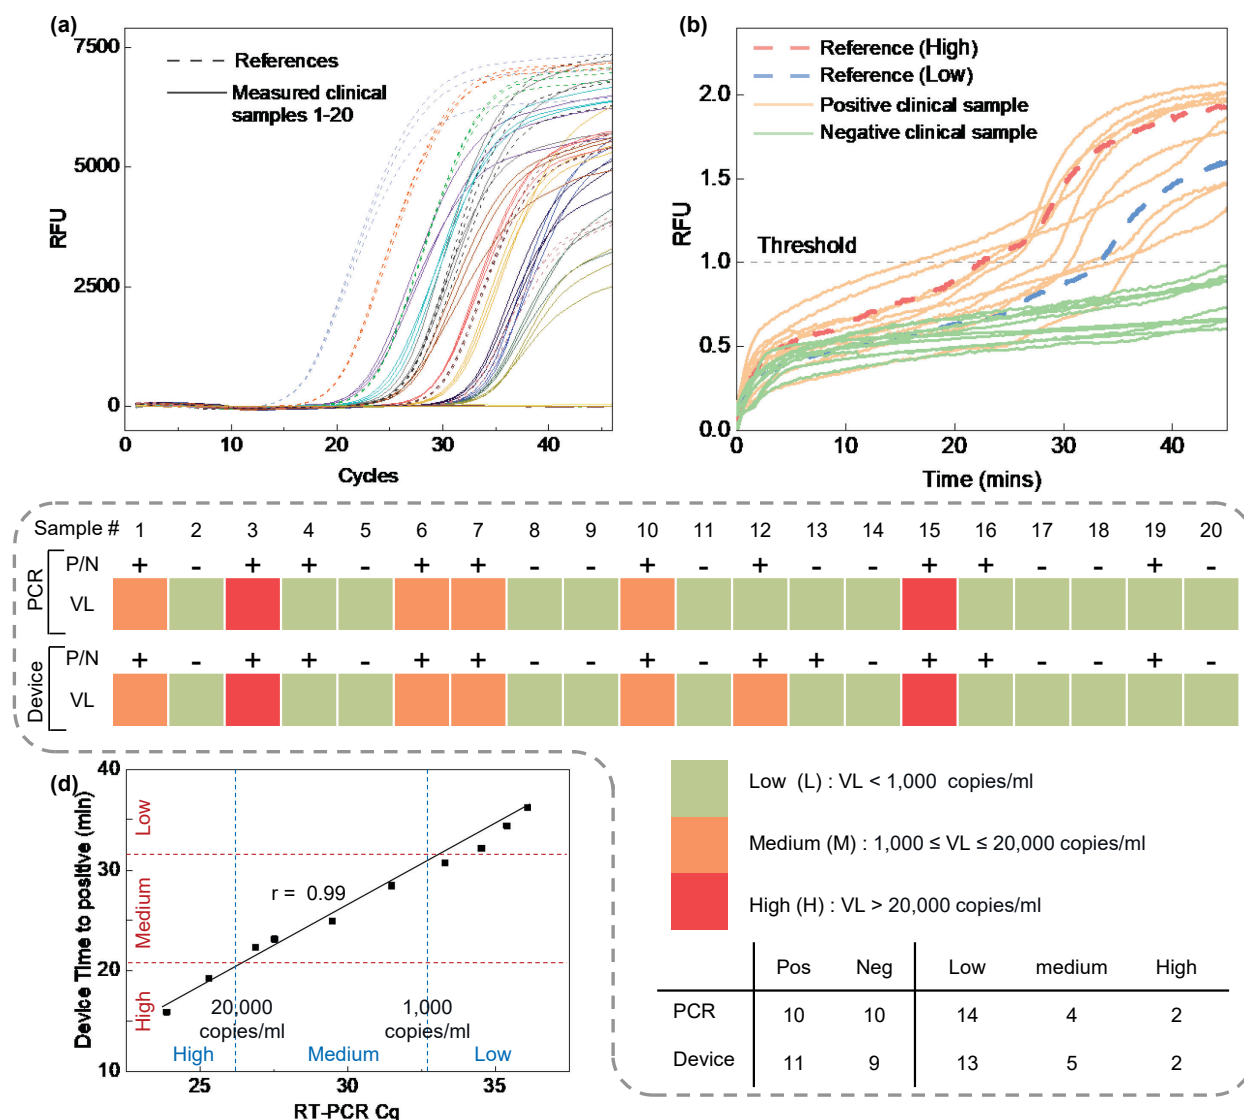 (a)
7500
5000
2500
0
RFU
References
Measured clinical
samples 1-20
0 10 20 30 40
Cycles
(b)
2.0
1.5
1.0
0.5
0.0
RFU
Reference (High)
Reference (Low)
Positive clinical sample
Negative clinical sample
Threshold
0 10 20 30 40
Time (mins)
Sample # 1 2 3 4 5 6 7 8 9 10 11 12 13 14 15 16 17 18 19 20
PCR
P/N + - + + - + + - - + - + - - + + - - + -
VL
Device
P/N + - + + - + + - - + - + + - + + - - + -
VL
(d)
40
30
20
10
Device Time to positive (min)
Low
Medium
High
r = 0.99
20,000
copies/ml
1,000
copies/ml
High Medium Low
25 30 35
RT-PCR Cq
Low (L) : VL < 1,000 copies/ml
Medium (M) : 1,000 ≤ VL ≤ 20,000 copies/ml
High (H) : VL > 20,000 copies/ml
Pos Neg Low medium High
PCR 10 10 14 4 2
Device 11 9 13 5 2